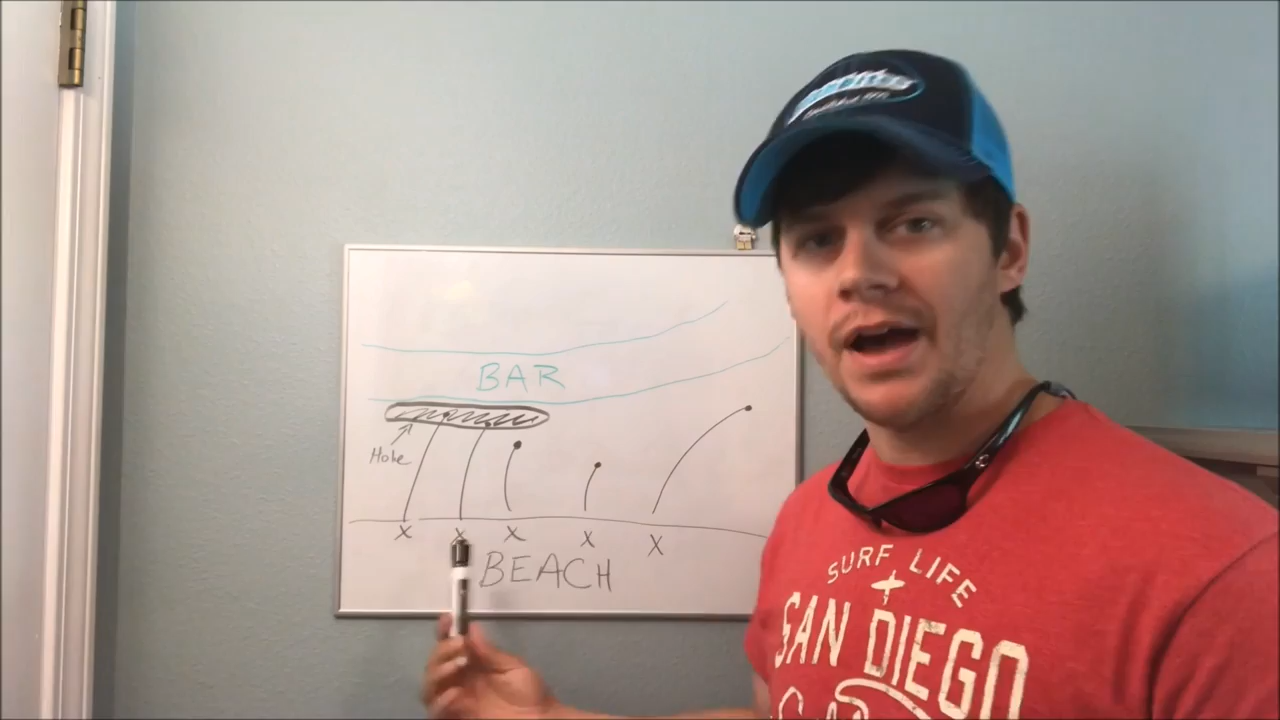 BAR
Hole
X X X X X
BEACH
SURF LIFE
SAN DIEGO